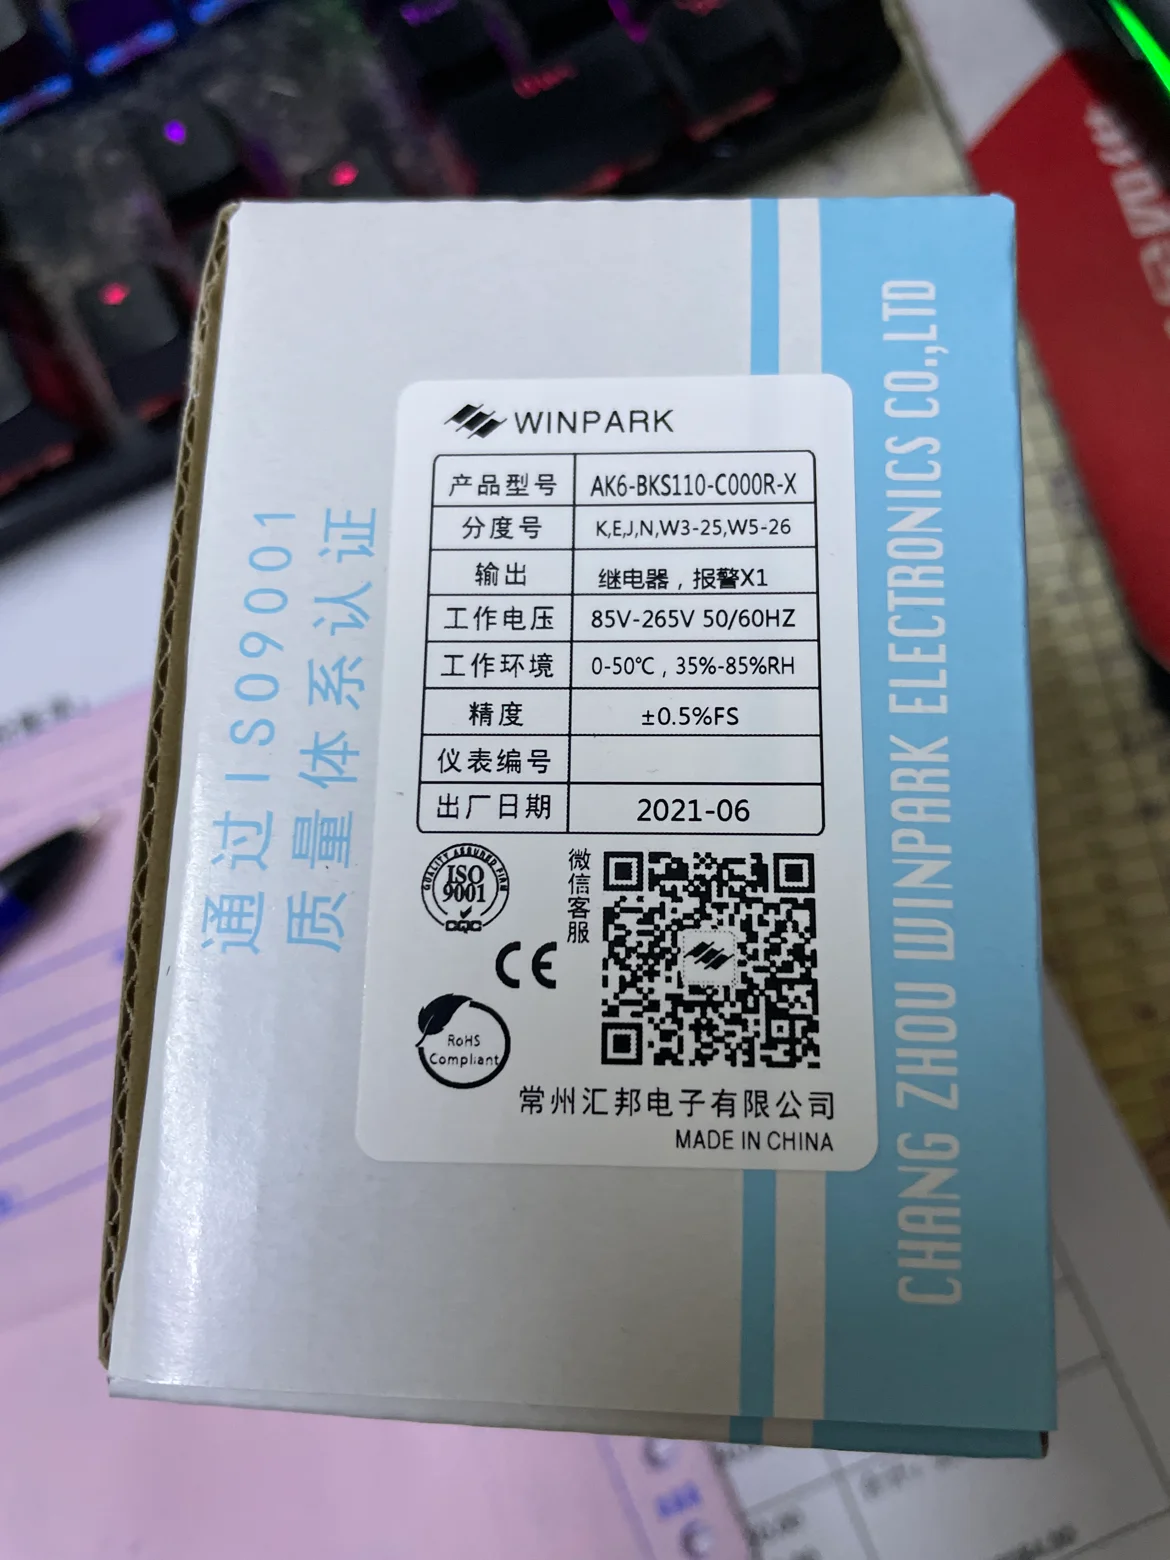 WINPARK
产品型号 AK6-BKS110-C000R-X
分度号 K,E,J,N,W3-25,W5-26
输出 继电器，报警X1
工作电压 85V-265V 50/60HZ
工作环境 0-50℃，35%-85%RH
精度 ±0.5%FS
仪表编号
出厂日期 2021-06
QUALITY ASSURED FIRM
ISO
9001
CQC
微信客服
CE
RoHS
Compliant
常州汇邦电子有限公司
MADE IN CHINA
通过ISO9001
质量体系认证
CHANG ZHOU WINPARK ELECTRONICS CO.,LTD